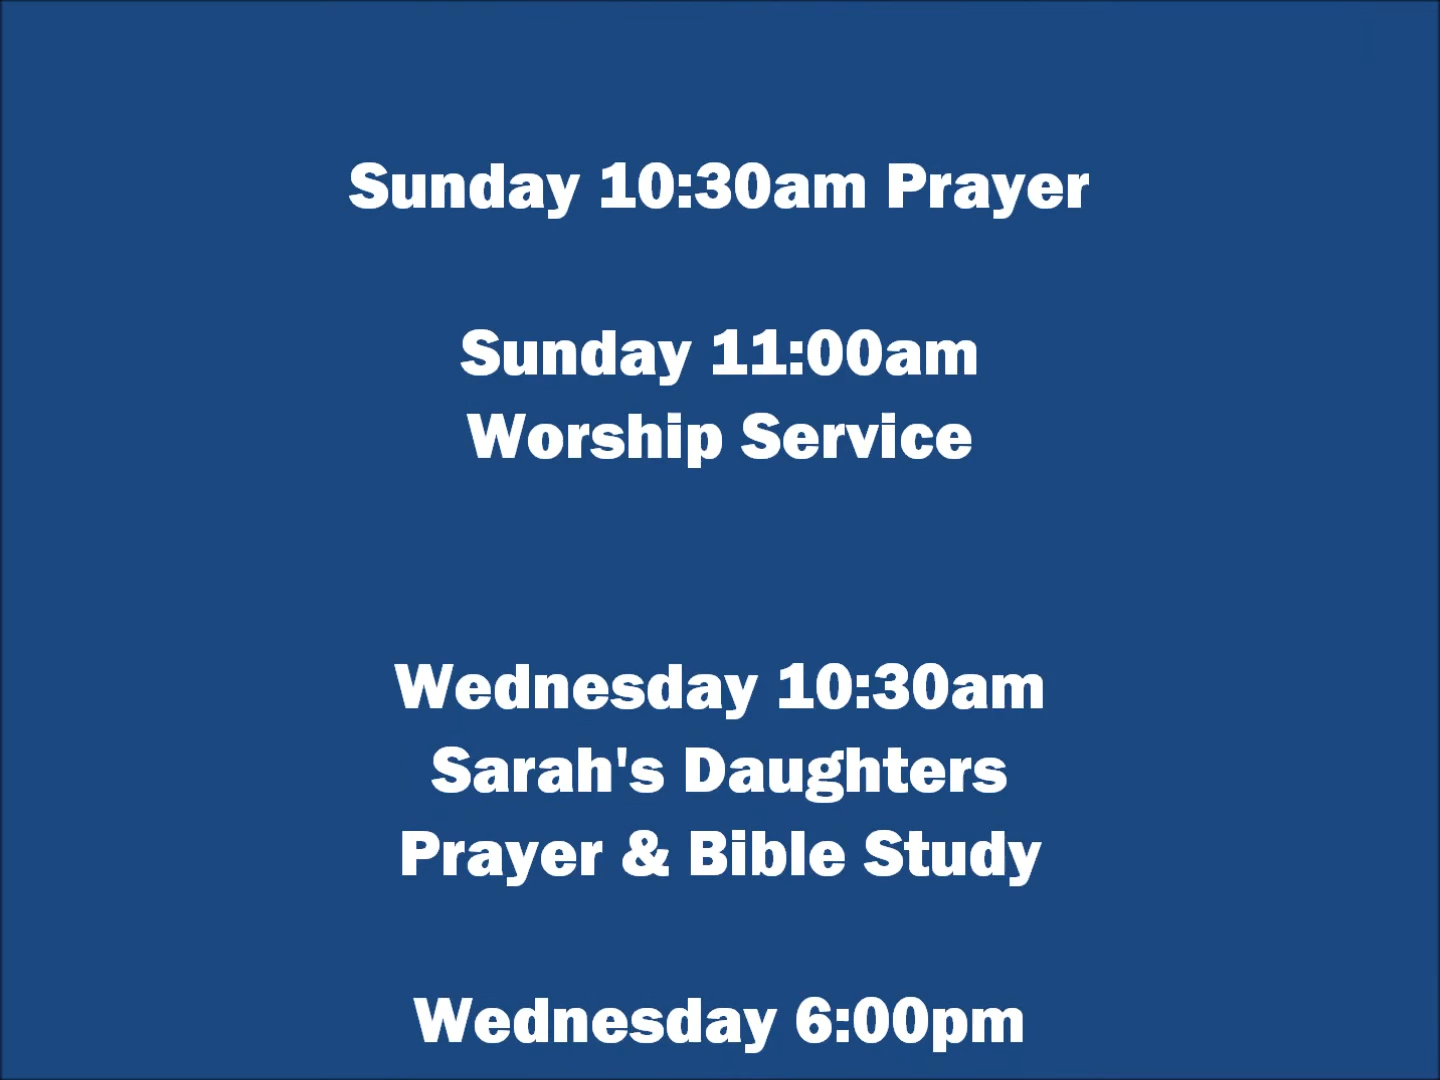 Sunday 10:30am Prayer
Sunday 11:00am
Worship Service
Wednesday 10:30am
Sarah's Daughters
Prayer & Bible Study
Wednesday 6:00pm